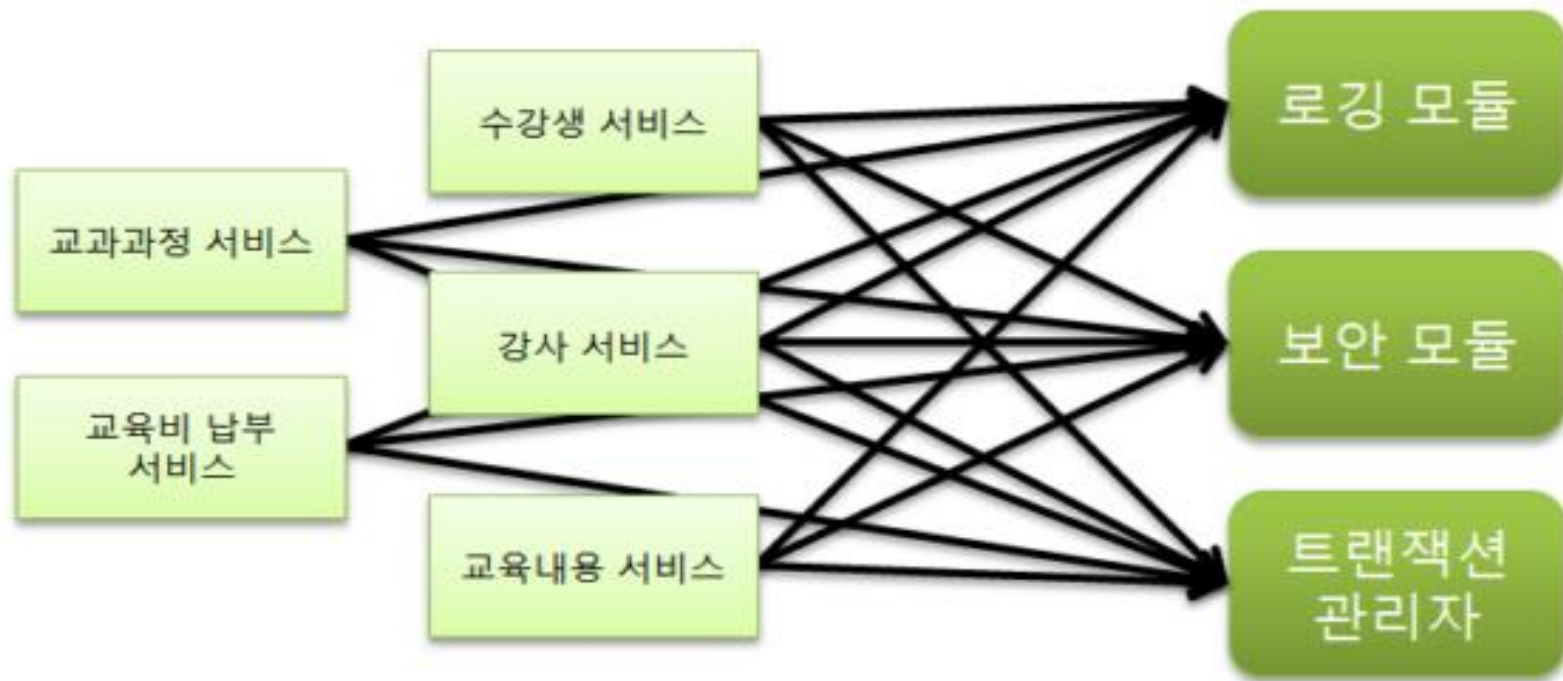 수강생 서비스
로깅 모듈
교과과정 서비스
강사 서비스
보안 모듈
교육비 납부
서비스
교육내용 서비스
트랜잭션
관리자